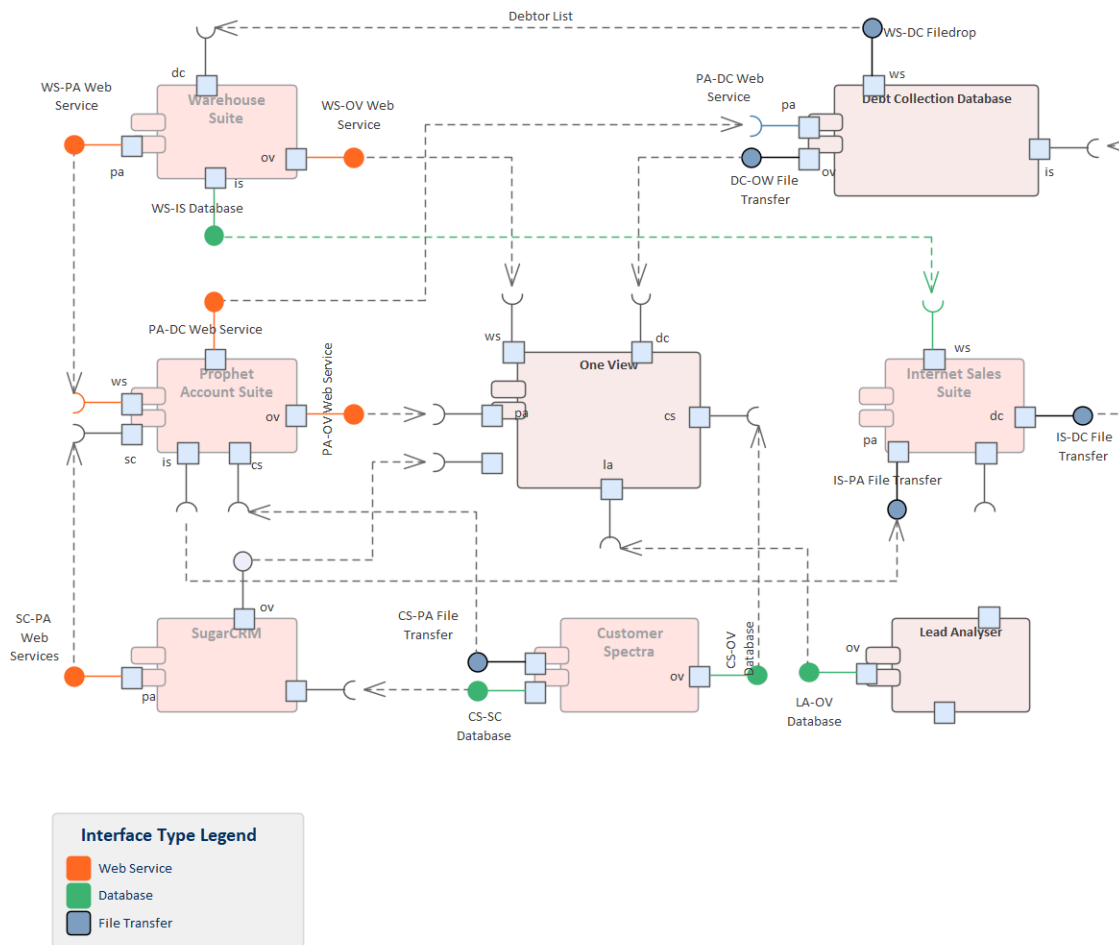 Debtor List
WS-DC Filedrop
dc
ws
WS-PA Web
Service
Warehouse
Suite
WS-OV Web
Service
PA-DC Web
Service
pa
Debt Collection Database
ov
pa
is
WS-IS Database
DC-OW File
Transfer
ov
is
PA-DC Web Service
ws
Prophet
Account Suite
ov
sc
is
cs
PA-OV Web Service
ws
dc
One View
pa
cs
la
ws
Internet Sales
Suite
dc
pa
IS-DC File
Transfer
IS-PA File Transfer
SC-PA
Web
Services
ov
SugarCRM
pa
CS-PA File
Transfer
CS-SC
Database
Customer
Spectra
ov
CS-OV
Database
LA-OV
Database
ov
Lead Analyser
Interface Type Legend
Web Service
Database
File Transfer